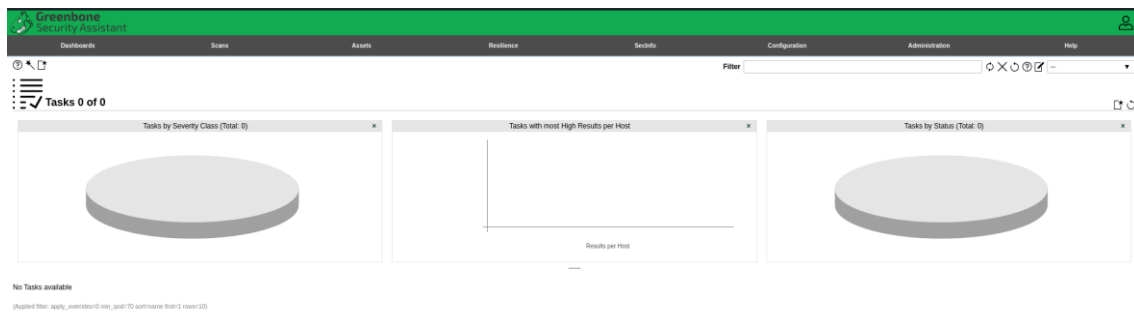 Greenbone
Security Assistant
Dashboards Scans Assets Resilience SecInfo Configuration Administration Help
Filter --
Tasks 0 of 0
Tasks by Severity Class (Total: 0) × Tasks with most High Results per Host × Tasks by Status (Total: 0) ×
Results per Host
No Tasks available
(Applied filter: apply_overrides=0 min_qod=70 sort=name first=1 rows=10)